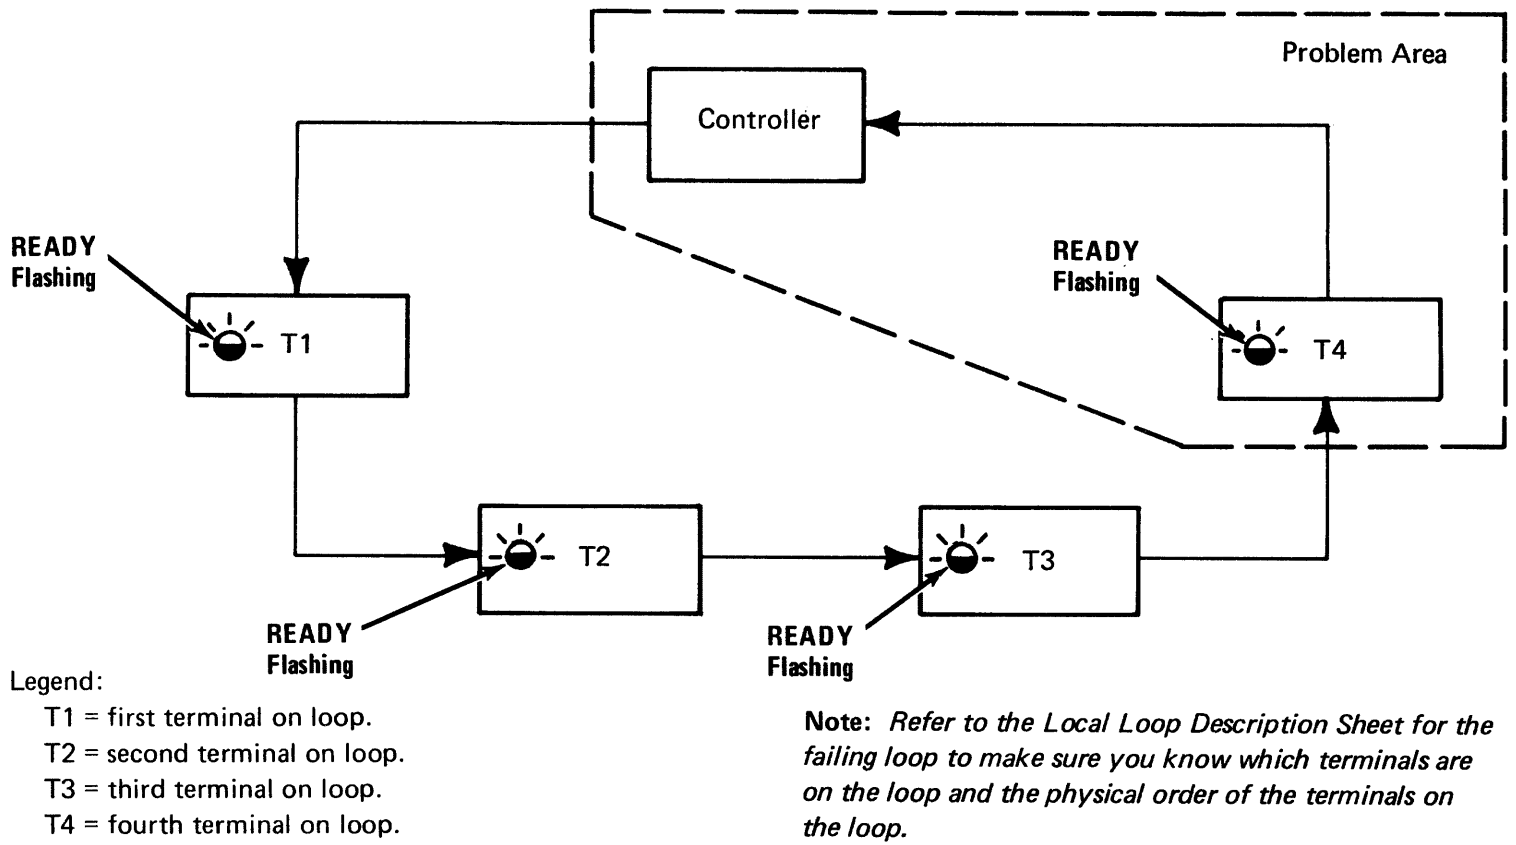 Problem Area
Controller
READY
Flashing
READY
Flashing
T1
T4
T2
T3
READY
Flashing
READY
Flashing
Legend:
T1 = first terminal on loop.
T2 = second terminal on loop.
T3 = third terminal on loop.
T4 = fourth terminal on loop.
Note: Refer to the Local Loop Description Sheet for the
failing loop to make sure you know which terminals are
on the loop and the physical order of the terminals on
the loop.